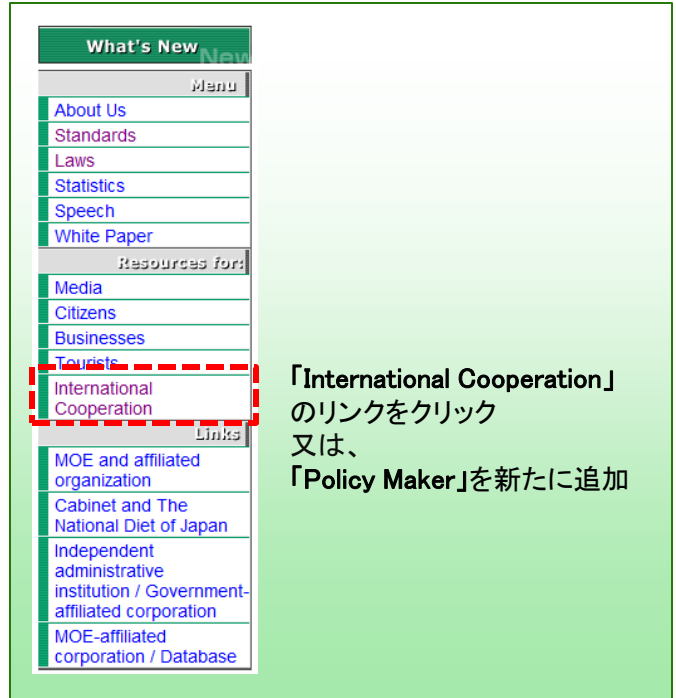 What's New
New
Menu
About Us
Standards
Laws
Statistics
Speech
White Paper
Resources for:
Media
Citizens
Businesses
Tourists
International
Cooperation
Links
MOE and affiliated
organization
Cabinet and The
National Diet of Japan
Independent
administrative
institution / Government-
affiliated corporation
MOE-affiliated
corporation / Database
「International Cooperation」
のリンクをクリック
又は、
「Policy Maker」を新たに追加